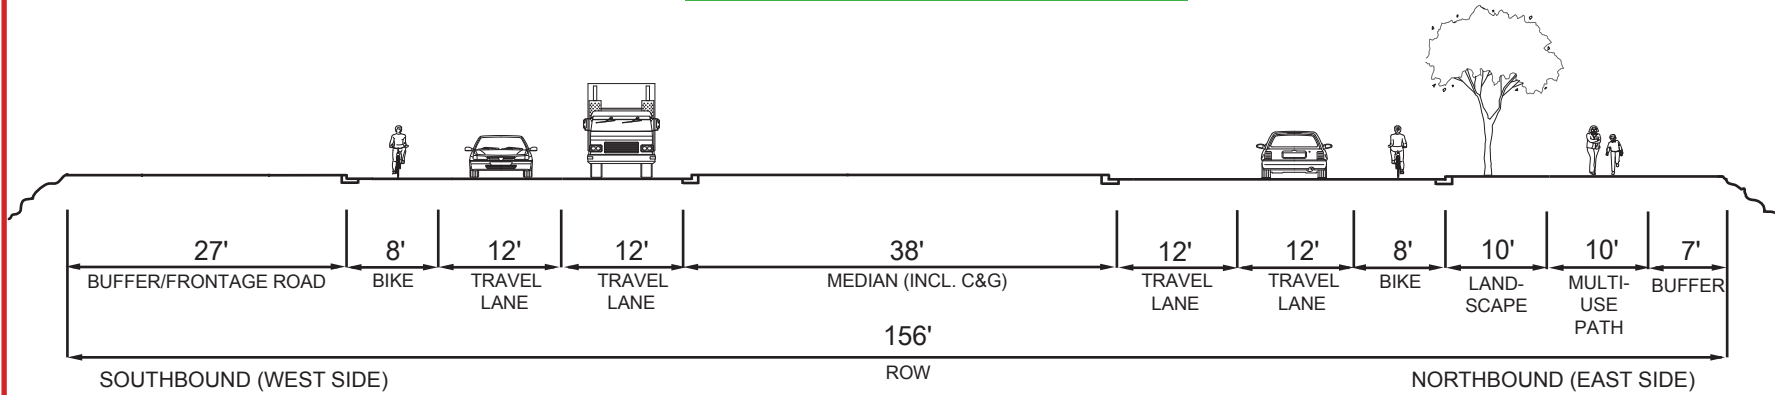 27' 8' 12' 12' 38' 12' 12' 8' 10' 10' 7'
BUFFER/FRONTAGE ROAD
BIKE
TRAVEL
LANE
TRAVEL
LANE
MEDIAN (INCL. C&G)
TRAVEL
LANE
TRAVEL
LANE
BIKE
LAND-
SCAPE
MULTI-
USE
PATH
BUFFER
156'
ROW
SOUTHBOUND (WEST SIDE)
NORTHBOUND (EAST SIDE)